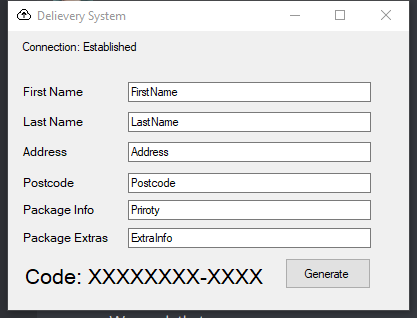 Delievery System
Connection: Established
First Name FirstName
Last Name LastName
Address Address
Postcode Postcode
Package Info Priroty
Package Extras ExtraInfo
Code: XXXXXXXX-XXXX Generate